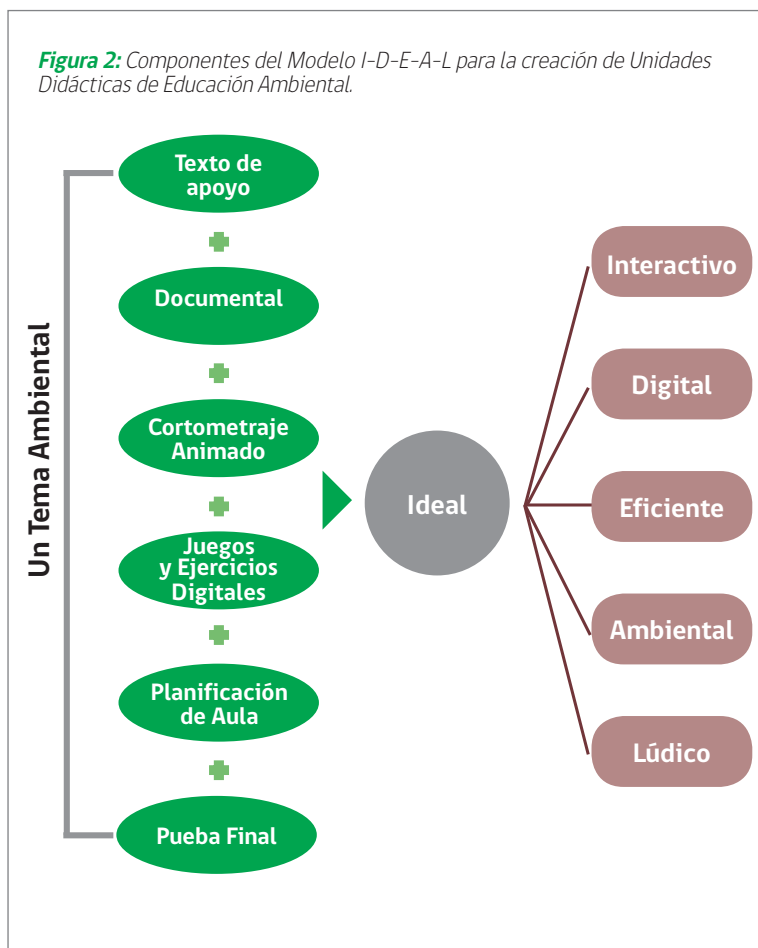 Figura 2: Componentes del Modelo I-D-E-A-L para la creación de Unidades
Didácticas de Educación Ambiental.
Un Tema Ambiental
Texto de
apoyo
Documental
Cortometraje
Animado
Juegos
y Ejercicios
Digitales
Planificación
de Aula
Pueba Final
Ideal
Interactivo
Digital
Eficiente
Ambiental
Lúdico